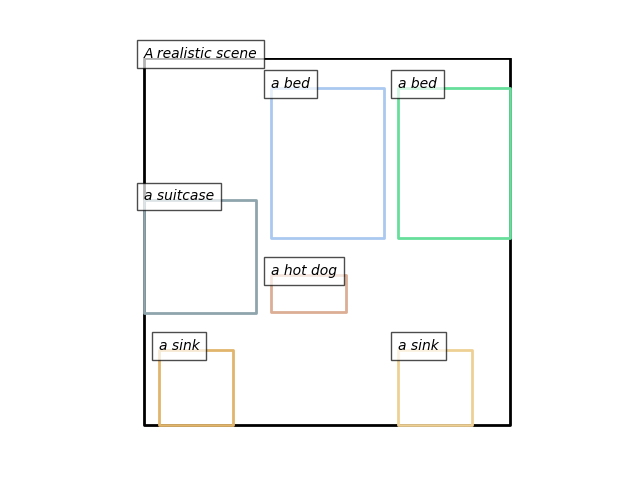 A realistic scene
a bed
a bed
a suitcase
a hot dog
a sink
a sink